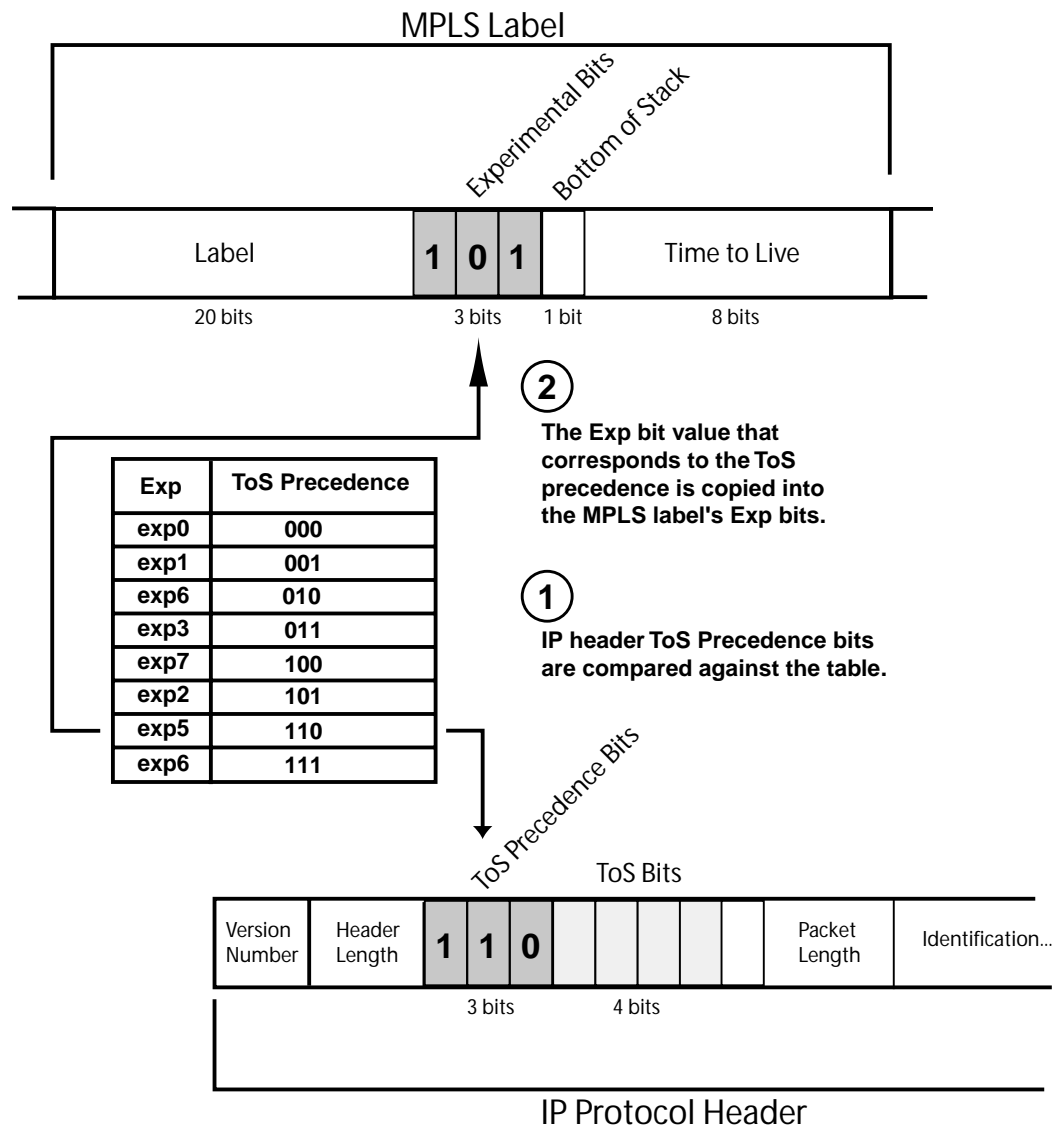 MPLS Label
Experimental Bits
Bottom of Stack
Label
1 0 1
Time to Live
20 bits
3 bits
1 bit
8 bits
2
The Exp bit value that
corresponds to the ToS
precedence is copied into
the MPLS label's Exp bits.
Exp ToS Precedence
exp0 000
exp1 001
exp6 010
exp3 011
exp7 100
exp2 101
exp5 110
exp6 111
1
IP header ToS Precedence bits
are compared against the table.
ToS Precedence Bits
ToS Bits
Version
Number
Header
Length
1 1 0
Packet
Length
Identification...
3 bits
4 bits
IP Protocol Header